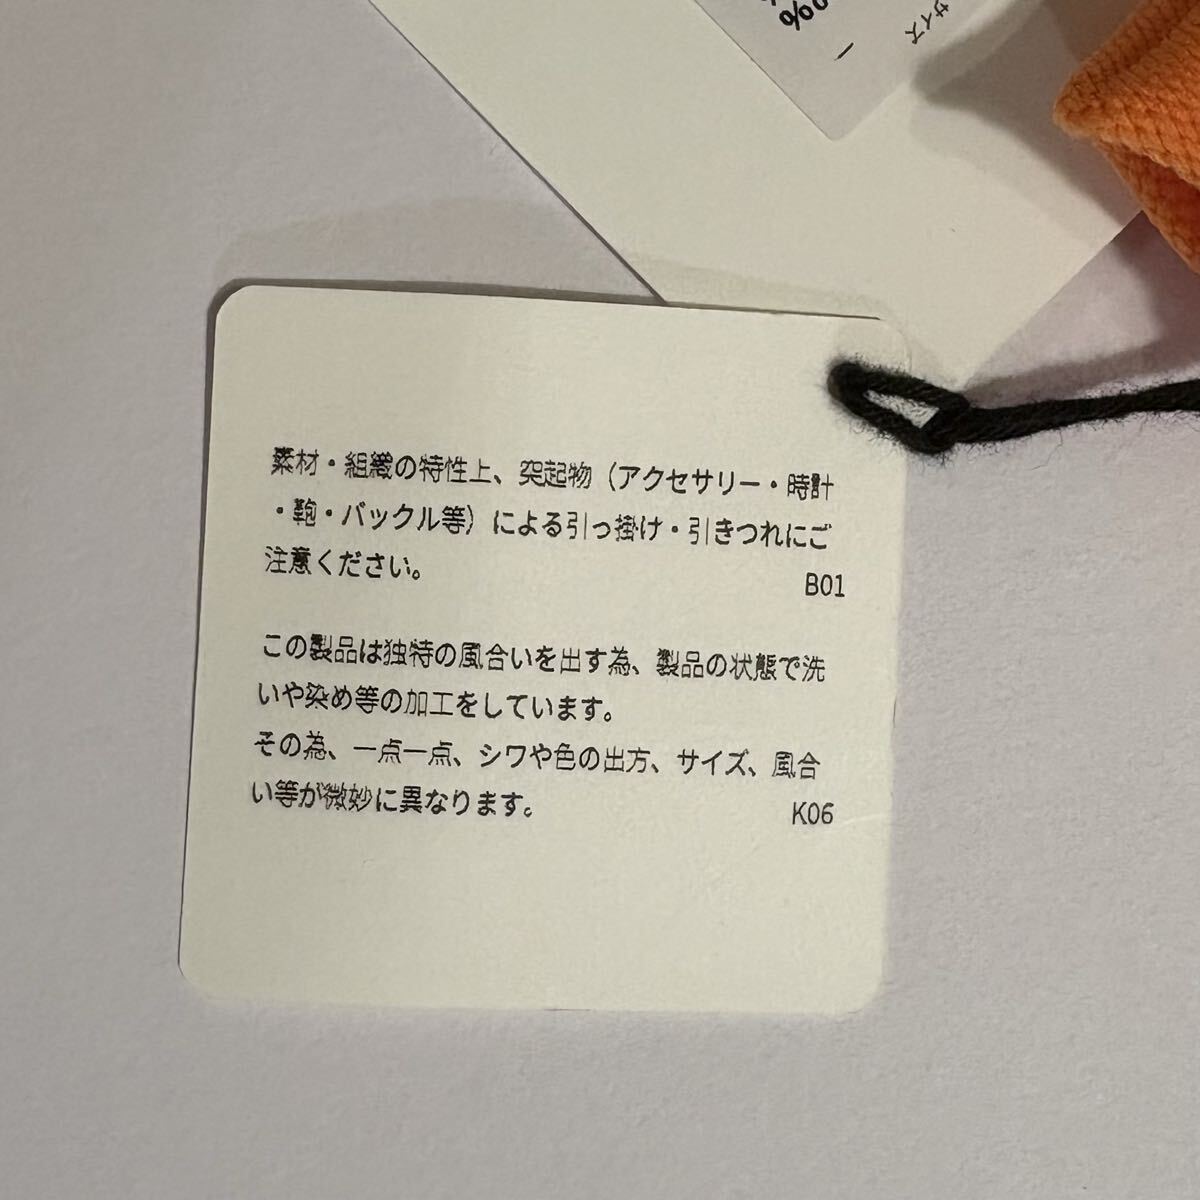 0%
サイズ
素材・組織の特性上、突起物（アクセサリー・時計
・鞄・バックル等）による引っ掛け・引きつれにご
注意ください。 B01
この製品は独特の風合いを出す為、製品の状態で洗
いや染め等の加工をしています。
その為、一点一点、シワや色の出方、サイズ、風合
い等が微妙に異なります。 K06